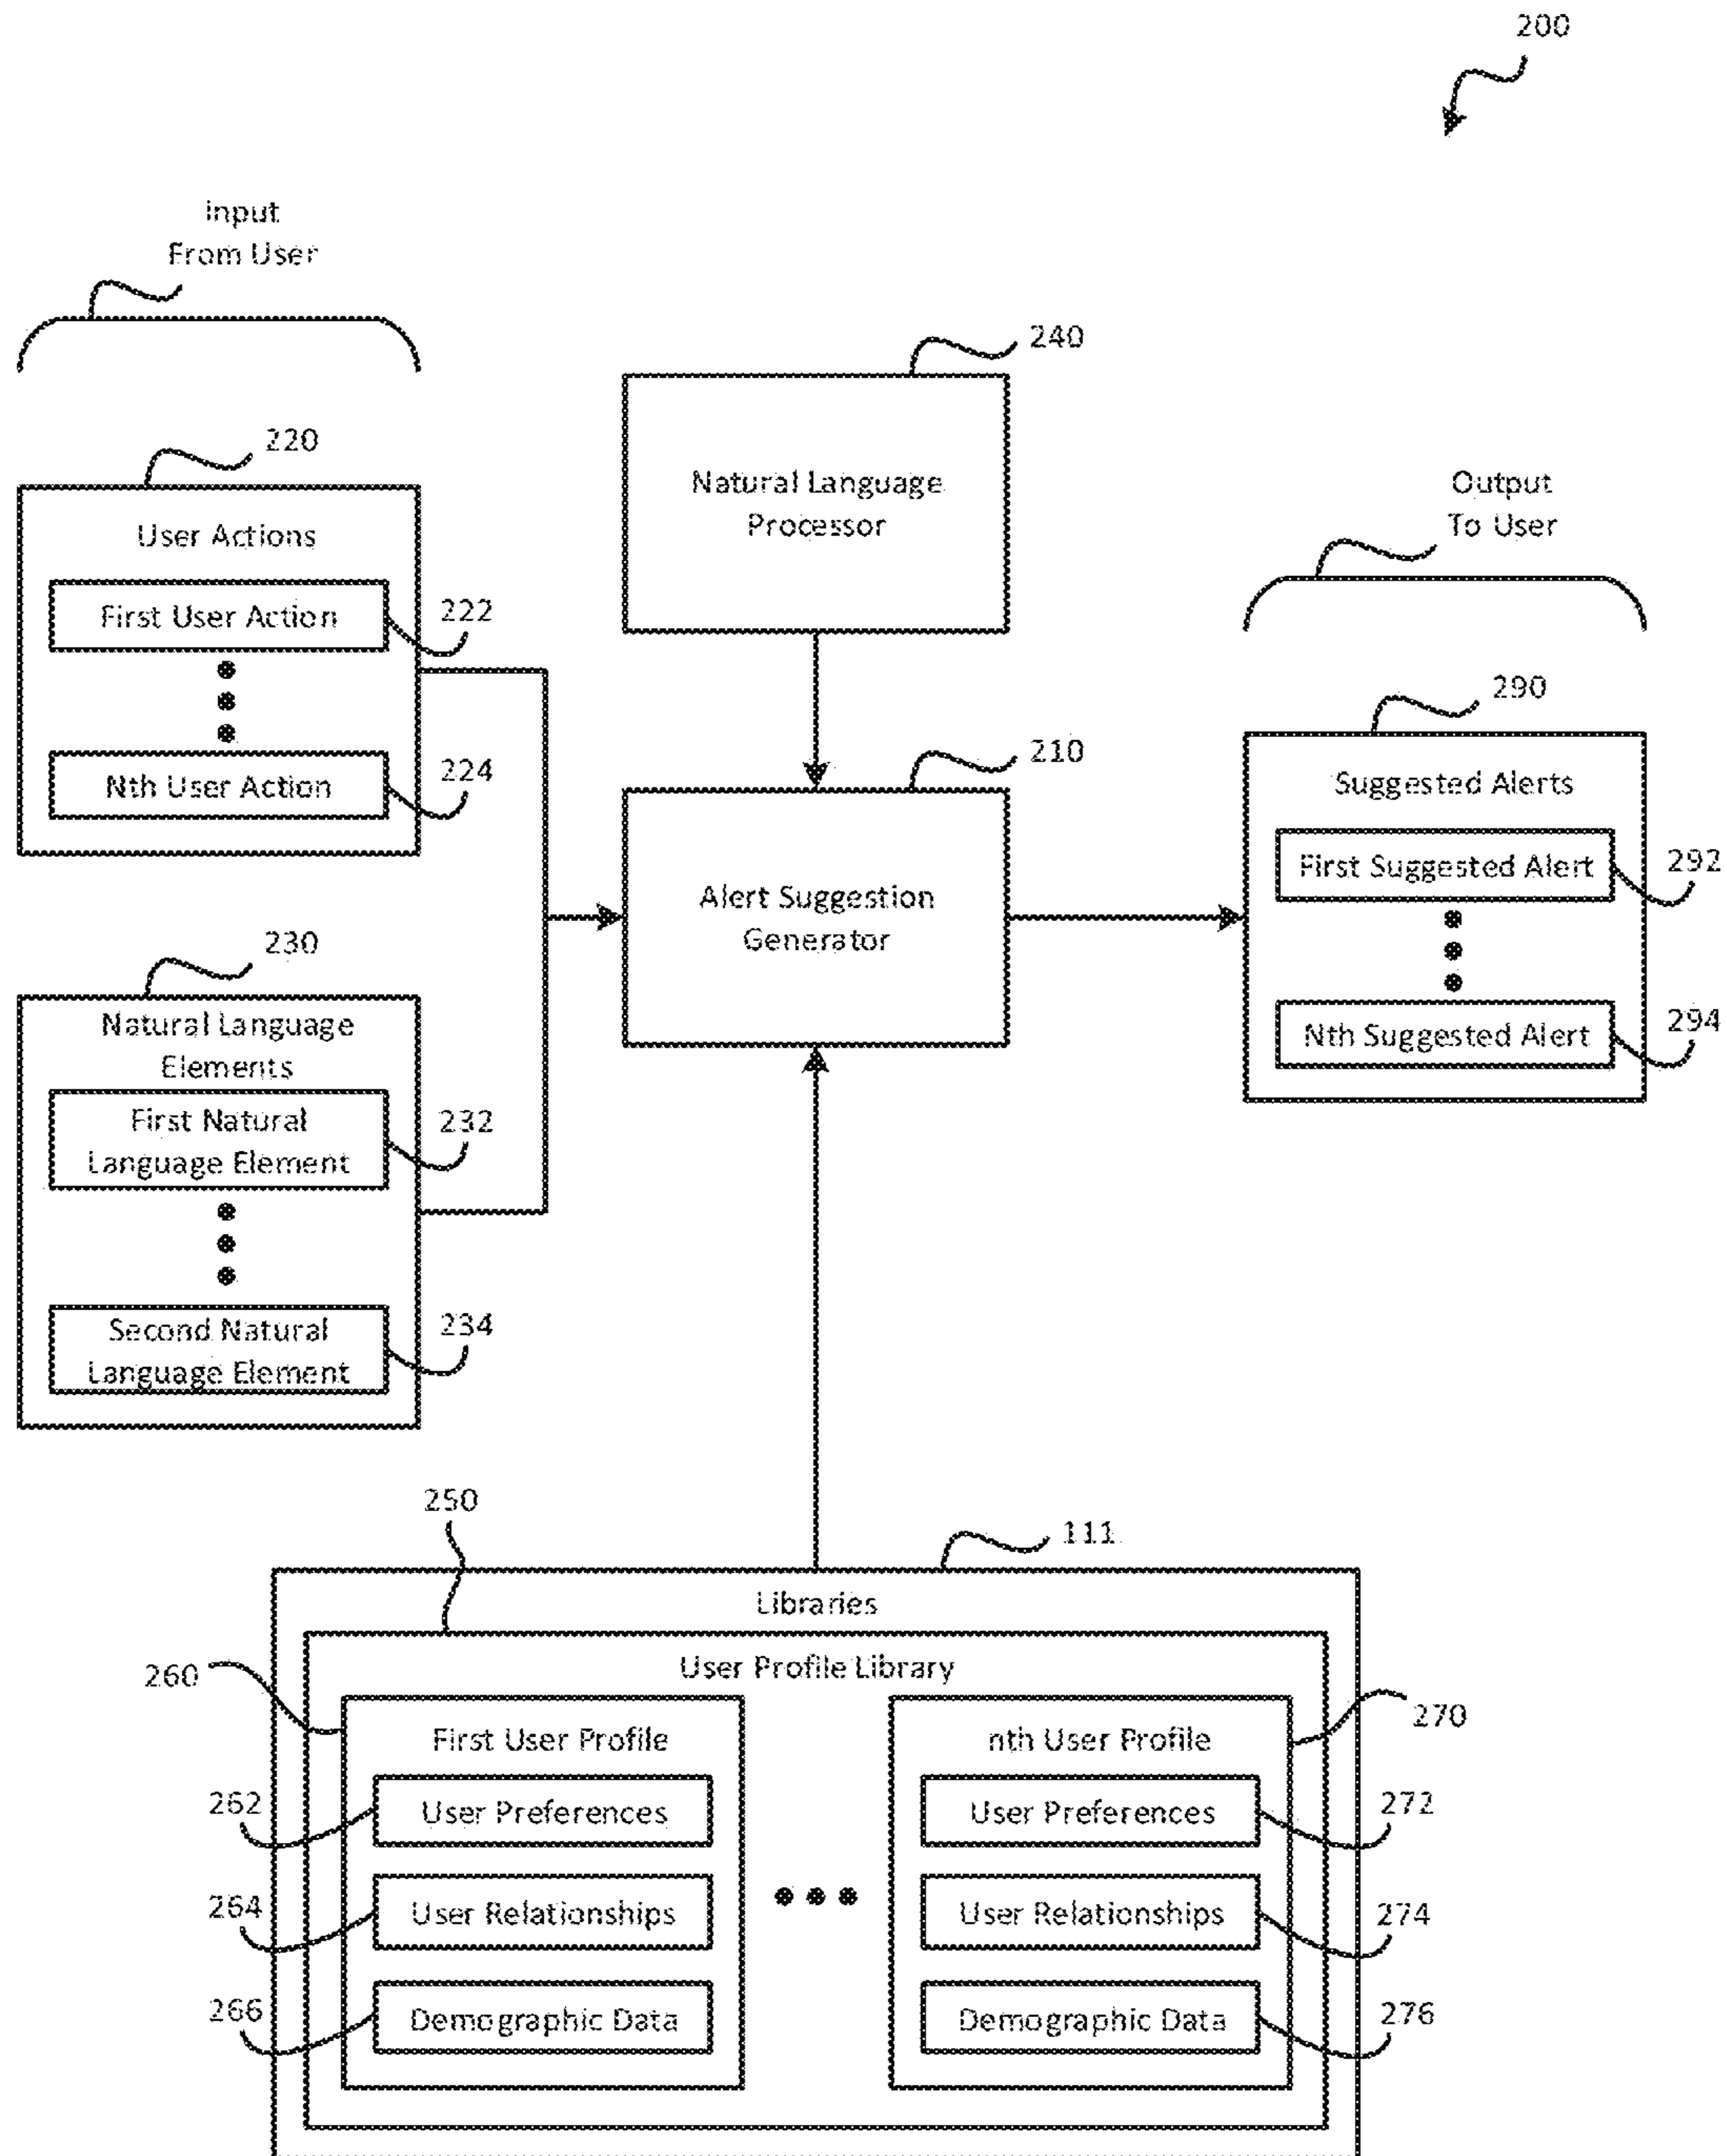 200
Input
From User
240
220
Natural Language
Processor
Output
To User
User Actions
First User Action
222
290
210
Nth User Action
224
Suggested Alerts
First Suggested Alert
292
Alert Suggestion
Generator
230
Natural Language
Elements
Nth Suggested Alert
294
First Natural
Language Element
232
Second Natural
Language Element
234
250
111
Libraries
User Profile Library
260
First User Profile
nth User Profile
270
262
User Preferences
User Preferences
272
264
User Relationships
User Relationships
274
266
Demographic Data
Demographic Data
276